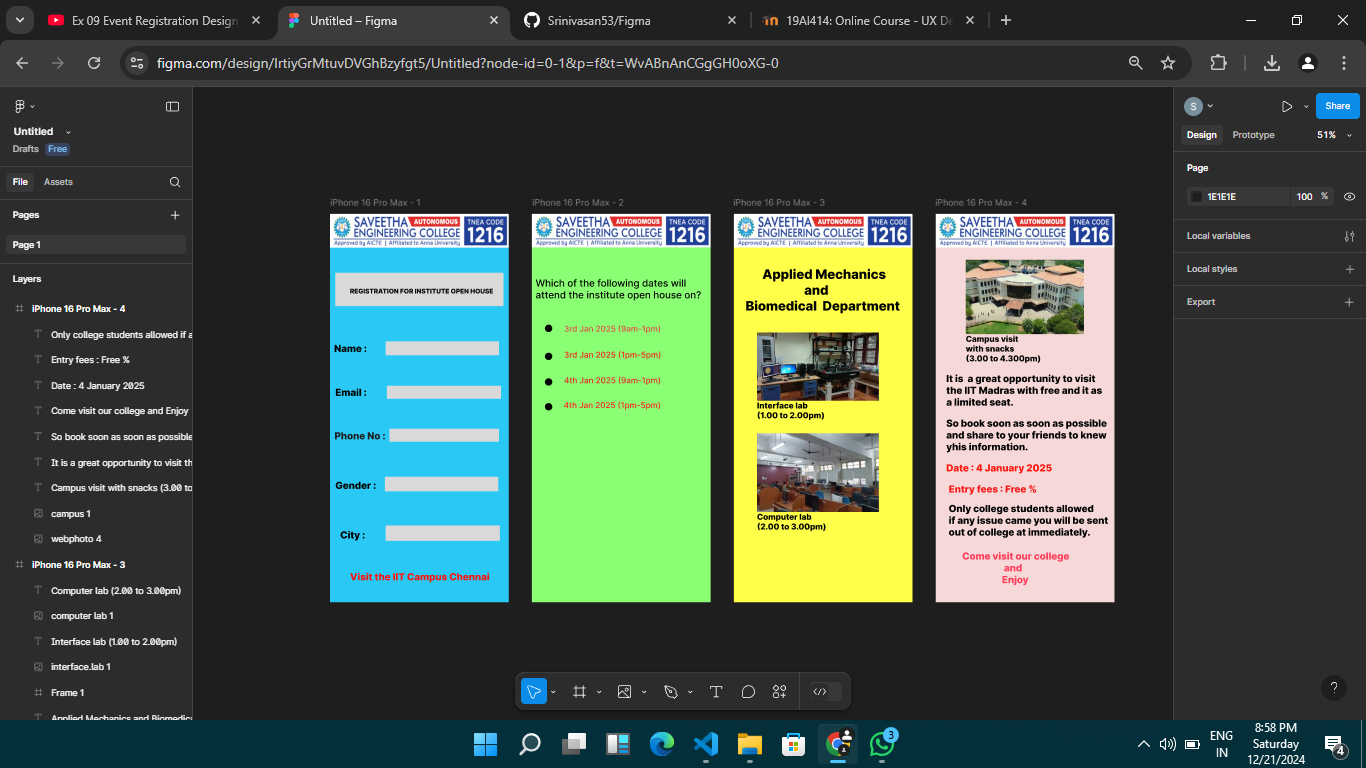 Ex 09 Event Registration Design
Untitled – Figma
Srinivasan53/Figma
19AI414: Online Course - UX De
figma.com/design/IrtiyGrMtuvDVGhBzyfgt5/Untitled?node-id=0-1&p=f&t=WvABnAnCGgGH0oXG-0
Untitled
Drafts Free
File Assets
Pages
Page 1
Layers
iPhone 16 Pro Max - 4
Only college students allowed if a
Entry fees : Free %
Date : 4 January 2025
Come visit our college and Enjoy
So book soon as soon as possible
It is a great opportunity to visit th
Campus visit with snacks (3.00 to
campus 1
webphoto 4
iPhone 16 Pro Max - 3
Computer lab (2.00 to 3.00pm)
computer lab 1
Interface lab (1.00 to 2.00pm)
interface.lab 1
Frame 1
Applied Mechanics and Biomedica
iPhone 16 Pro Max - 1
SAVEETHA AUTONOMOUS
ENGINEERING COLLEGE
Approved by AICTE | Affiliated to Anna University
TNEA CODE
1216
REGISTRATION FOR INSTITUTE OPEN HOUSE
Name :
Email :
Phone No :
Gender :
City :
Visit the IIT Campus Chennai
iPhone 16 Pro Max - 2
SAVEETHA AUTONOMOUS
ENGINEERING COLLEGE
Approved by AICTE | Affiliated to Anna University
TNEA CODE
1216
Which of the following dates will
attend the institute open house on?
3rd Jan 2025 (9am-1pm)
3rd Jan 2025 (1pm-5pm)
4th Jan 2025 (9am-1pm)
4th Jan 2025 (1pm-5pm)
iPhone 16 Pro Max - 3
SAVEETHA AUTONOMOUS
ENGINEERING COLLEGE
Approved by AICTE | Affiliated to Anna University
TNEA CODE
1216
Applied Mechanics
and
Biomedical Department
Interface lab
(1.00 to 2.00pm)
Computer lab
(2.00 to 3.00pm)
iPhone 16 Pro Max - 4
SAVEETHA AUTONOMOUS
ENGINEERING COLLEGE
Approved by AICTE | Affiliated to Anna University
TNEA CODE
1216
Campus visit
with snacks
(3.00 to 4.300pm)
It is a great opportunity to visit
the IIT Madras with free and it as
a limited seat.
So book soon as soon as possible
and share to your friends to knew
yhis information.
Date : 4 January 2025
Entry fees : Free %
Only college students allowed
if any issue came you will be sent
out of college at immediately.
Come visit our college
and
Enjoy
S
Share
Design Prototype 51%
Page
1E1E1E 100 %
Local variables
Local styles
Export
?
3
ENG
IN
8:58 PM
Saturday
12/21/2024
4